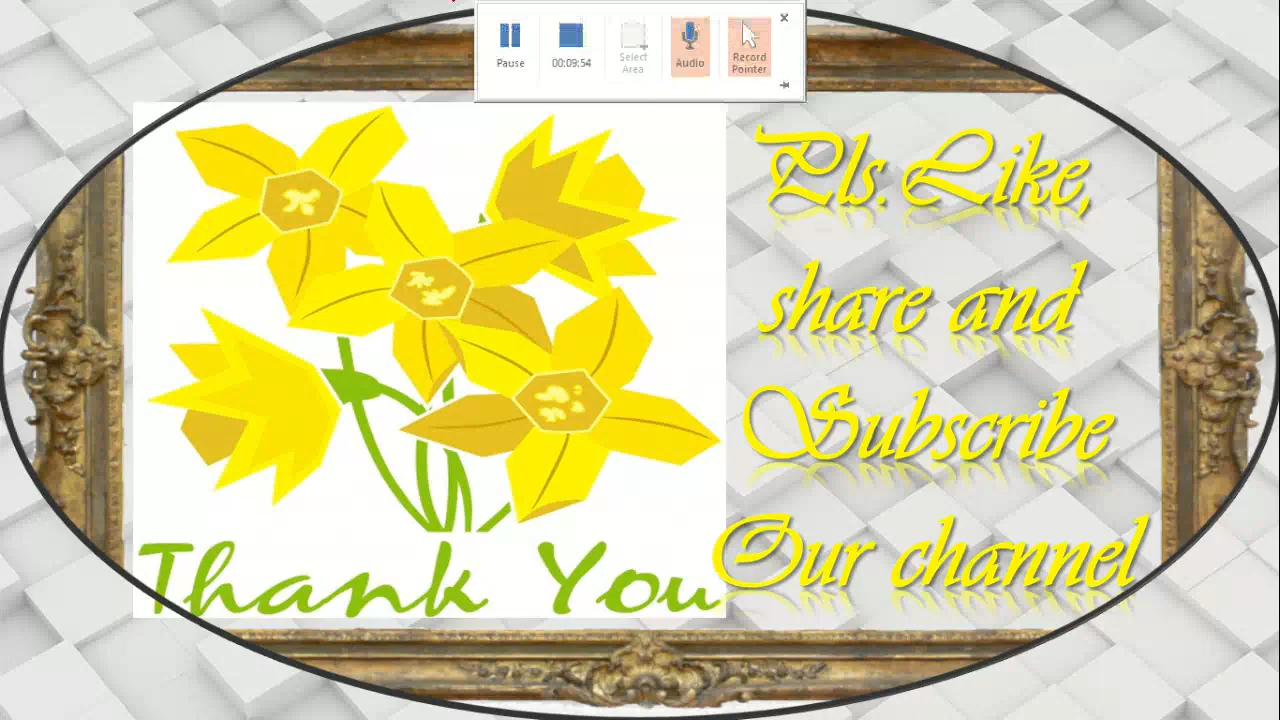 Pause
00:09:54
Select
Area
Audio
Record
Pointer
Pls.Like,
share and
Subscribe
Our channel
Thank You